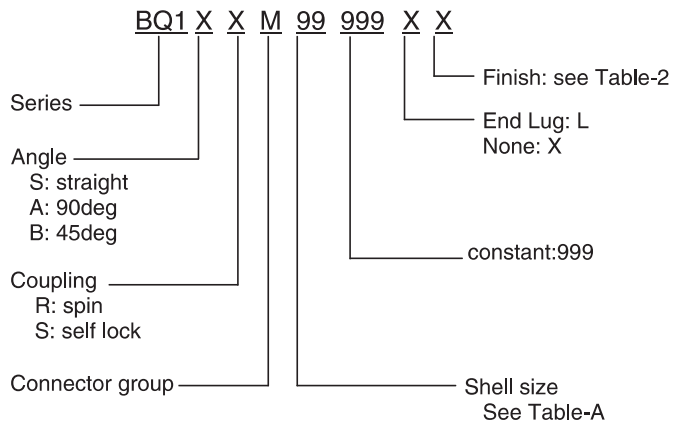 BQ1 X X M 99 999 X X
Finish: see Table-2
Series
End Lug: L
None: X
Angle
S: straight
A: 90deg
B: 45deg
constant:999
Coupling
R: spin
S: self lock
Connector group
Shell size
See Table-A